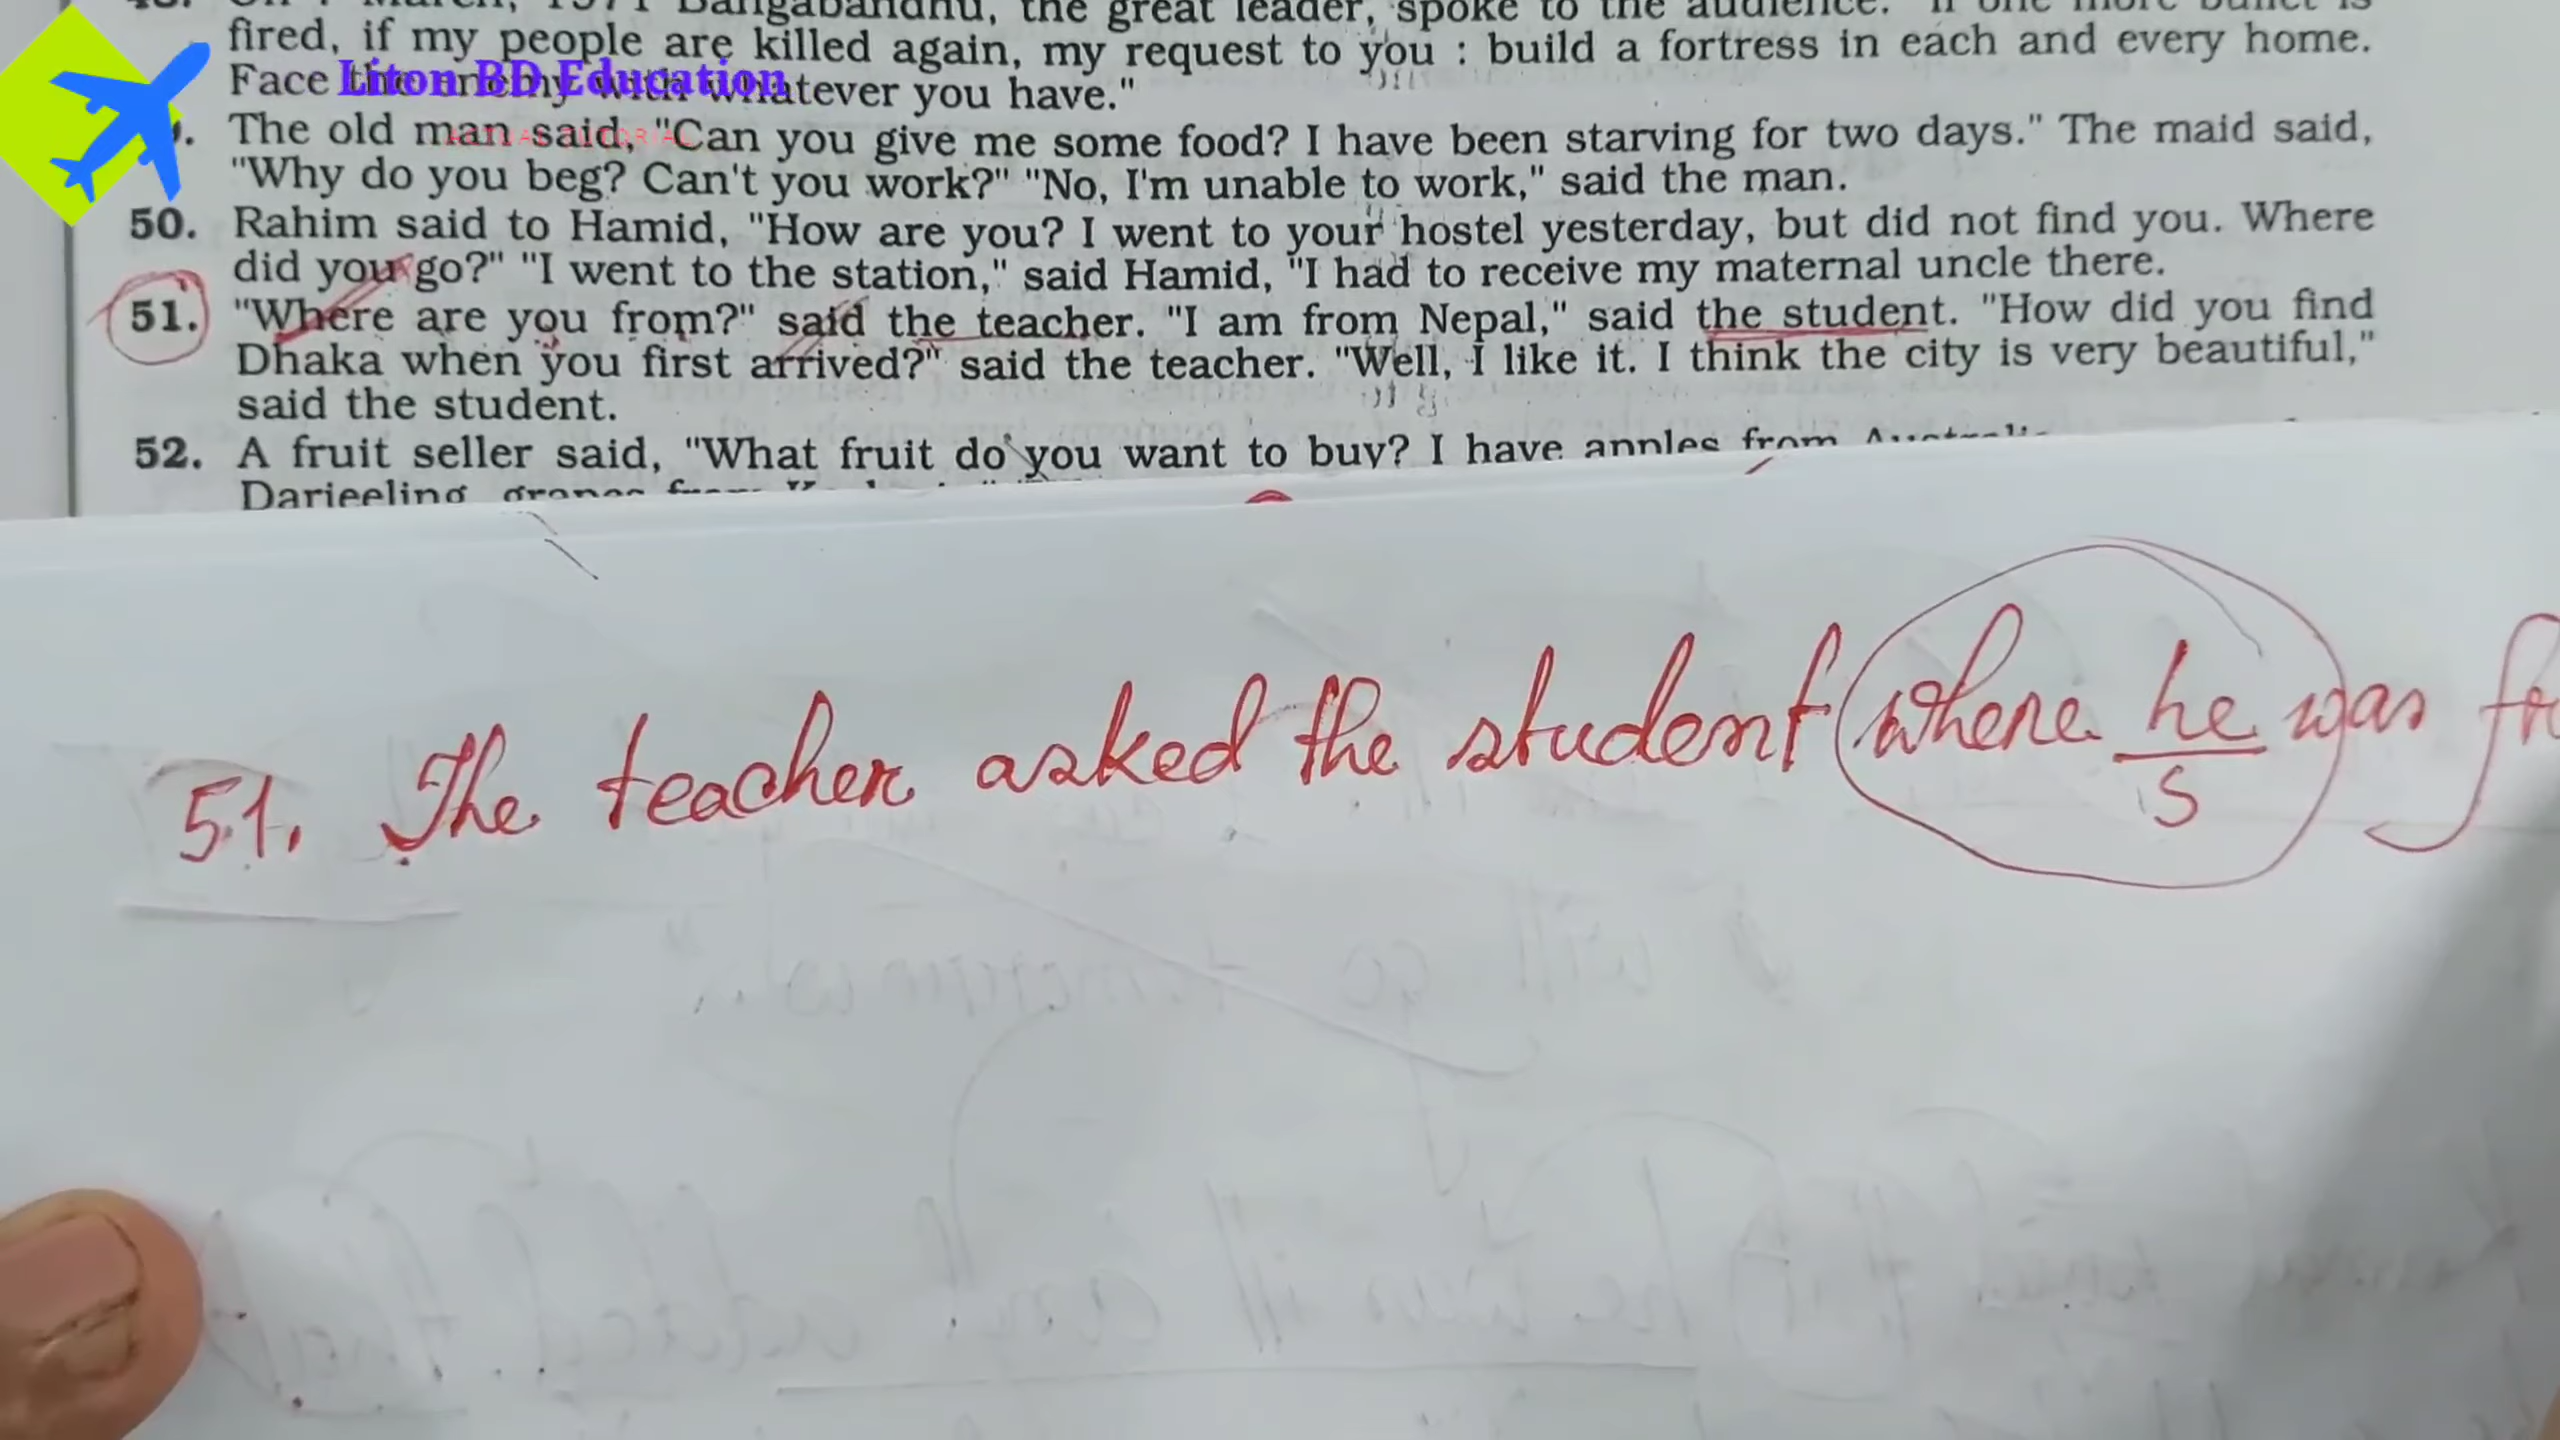 fired, if my people are killed again, my request to you : build a fortress in each and every home.
Face the enemy with whatever you have."
Liton BD Education
The old man said, "Can you give me some food? I have been starving for two days." The maid said,
"Why do you beg? Can't you work?" "No, I'm unable to work," said the man.
50. Rahim said to Hamid, "How are you? I went to your hostel yesterday, but did not find you. Where
did you go?" "I went to the station," said Hamid, "I had to receive my maternal uncle there.
51. "Where are you from?" said the teacher. "I am from Nepal," said the student. "How did you find
Dhaka when you first arrived?" said the teacher. "Well, I like it. I think the city is very beautiful,"
said the student.
52. A fruit seller said, "What fruit do you want to buy? I have apples from
Darjeeling,
51. The teacher asked the student where he was
S